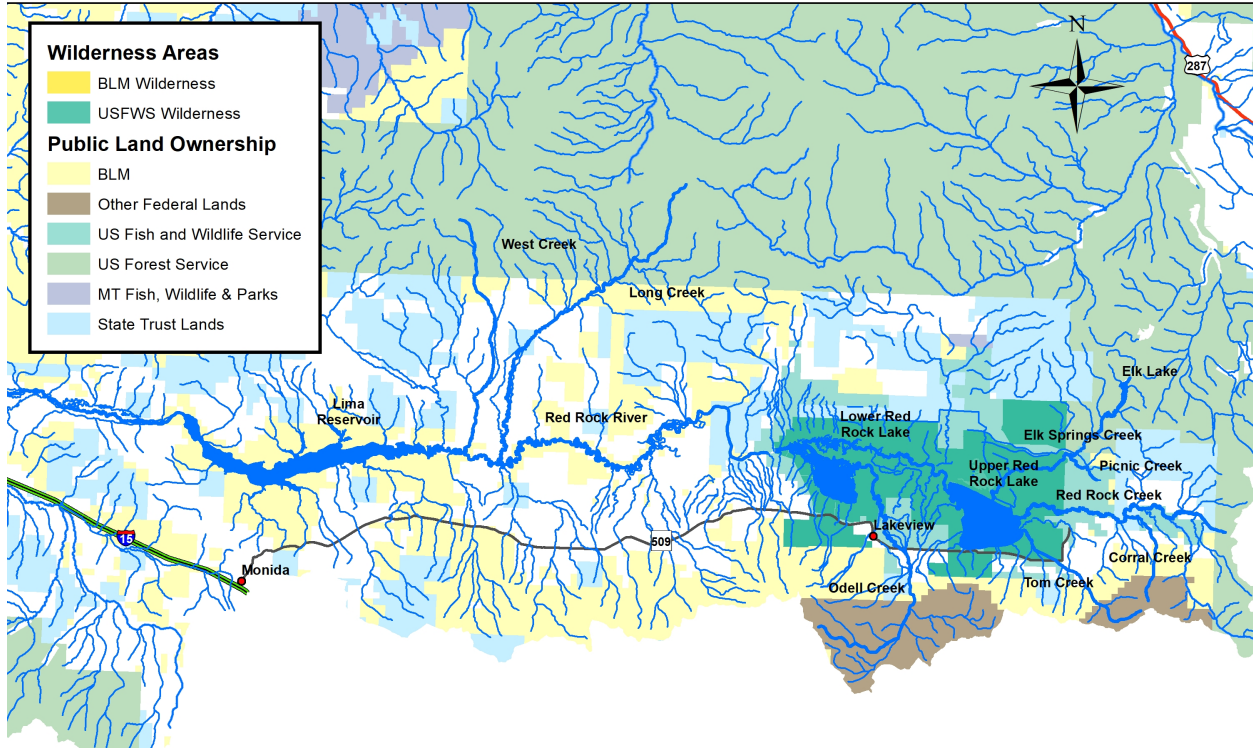 Wilderness Areas
BLM Wilderness
USFWS Wilderness
Public Land Ownership
BLM
Other Federal Lands
US Fish and Wildlife Service
US Forest Service
MT Fish, Wildlife & Parks
State Trust Lands
N
287
West Creek
Long Creek
Elk Lake
Lima
Reservoir
Red Rock River
Lower Red
Rock Lake
Elk Springs Creek
Upper Red
Rock Lake
Picnic Creek
Red Rock Creek
Lakeview
15
509
Monida
Odell Creek
Tom Creek
Corral Creek